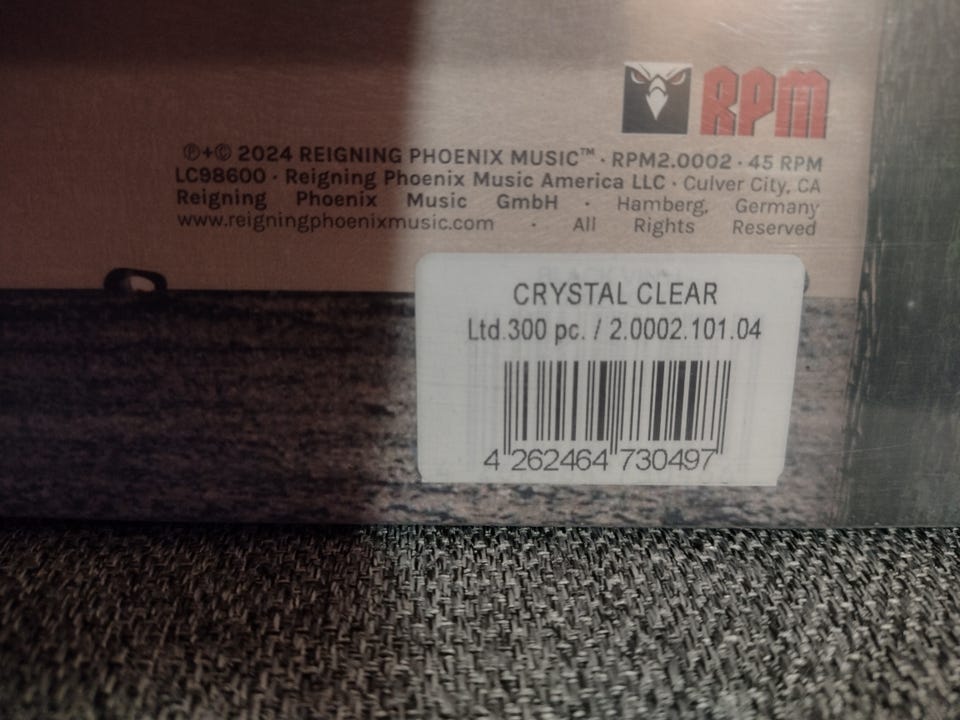 RPM
℗+© 2024 REIGNING PHOENIX MUSIC™ · RPM2.0002 · 45 RPM
LC98600 · Reigning Phoenix Music America LLC · Culver City, CA
Reigning Phoenix Music GmbH · Hamberg, Germany
www.reigningphoenixmusic.com · All Rights Reserved
CRYSTAL CLEAR
Ltd.300 pc. / 2.0002.101.04
4 262464 730497